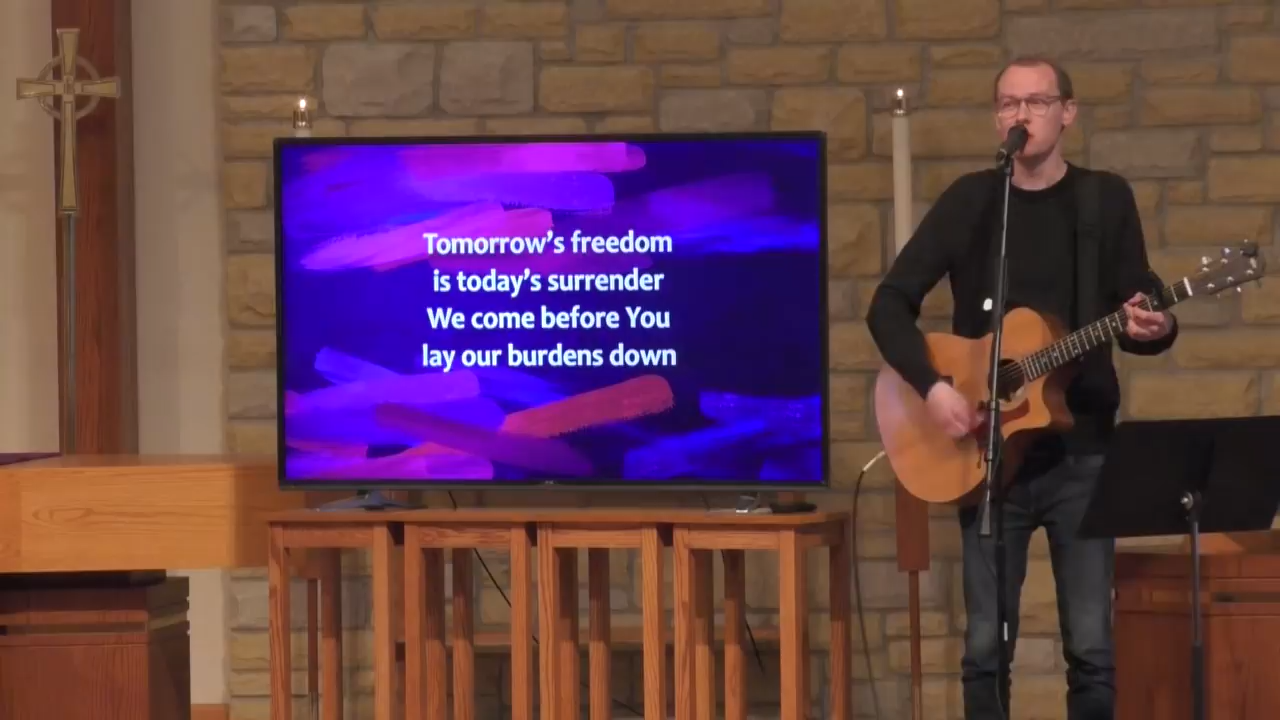 Tomorrow's freedom
is today's surrender
We come before You
lay our burdens down